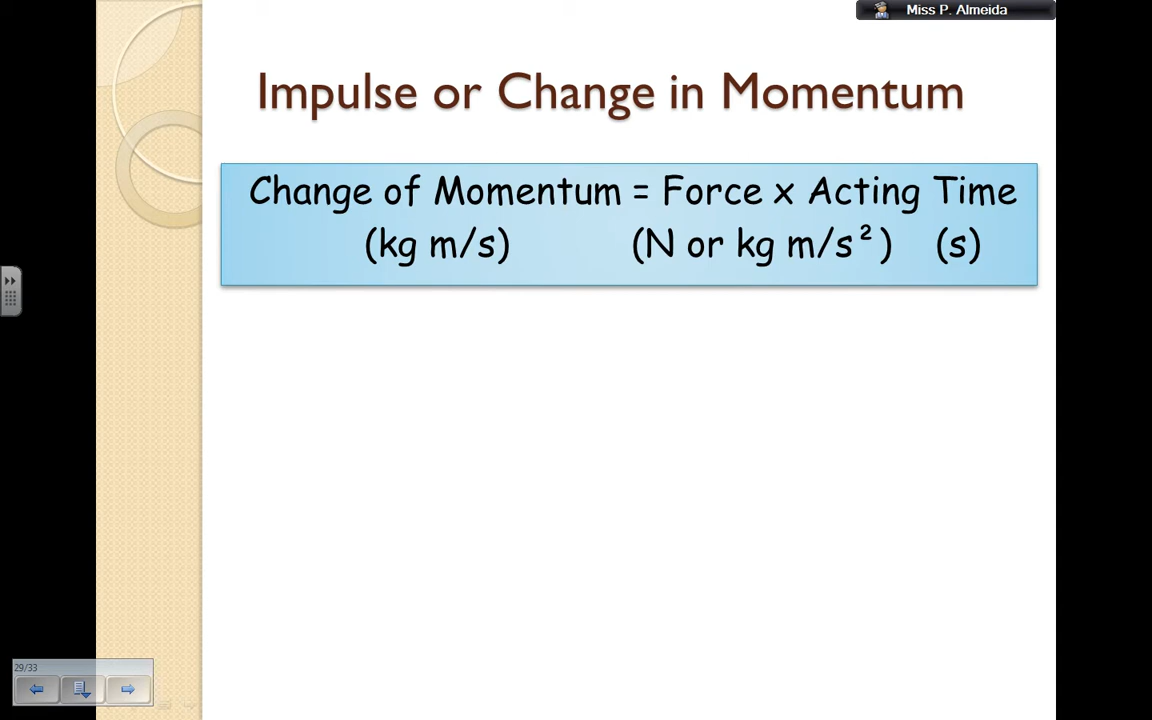 Miss P. Almeida
Impulse or Change in Momentum
Change of Momentum = Force x Acting Time
(kg m/s) (N or kg m/s²) (s)
29/33